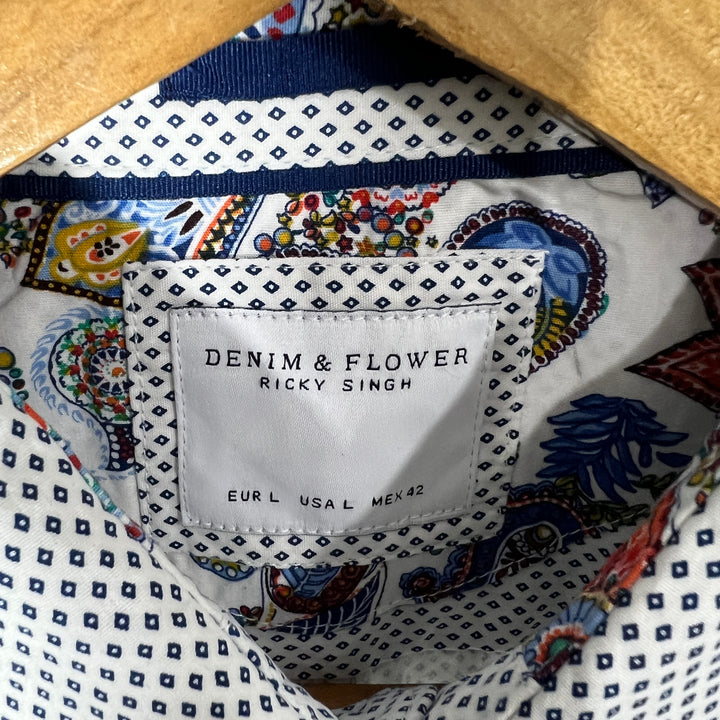 DENIM & FLOWER
RICKY SINGH
EUR L USA L MEX 42